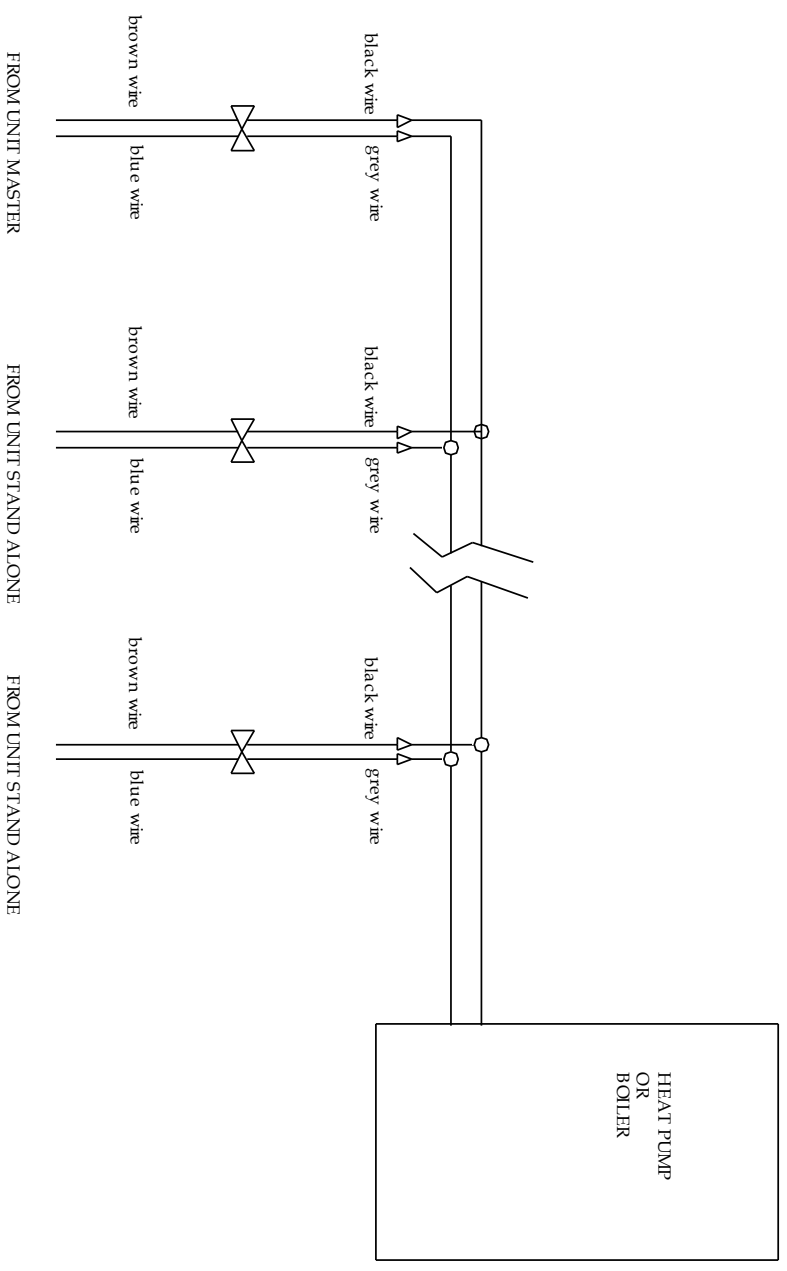 HEAT PUMP
OR
BOILER
black wire
grey wire
black wire
grey wire
black wire
grey wire
brown wire
blue wire
brown wire
blue wire
brown wire
blue wire
FROM UNIT MASTER
FROM UNIT STAND ALONE
FROM UNIT STAND ALONE